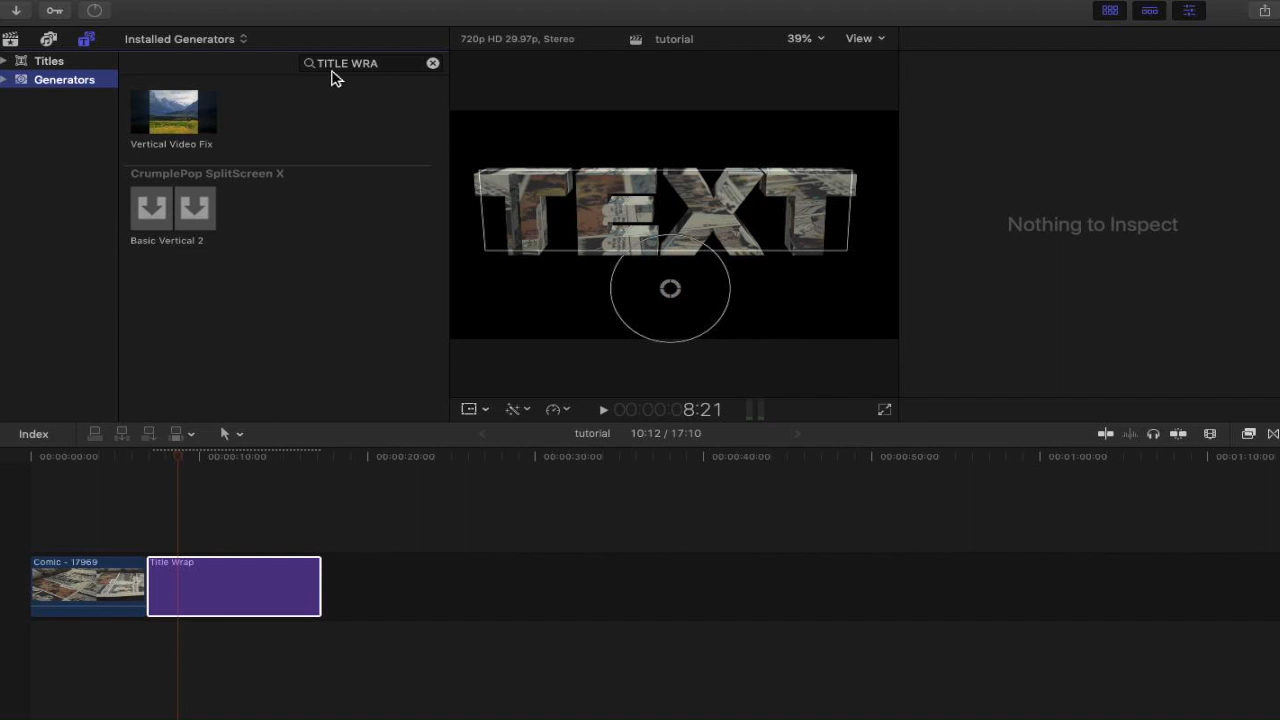 Installed Generators
720p HD 29.97p, Stereo
tutorial
39%
View
Titles
TITLE WRA
Generators
Vertical Video Fix
CrumplePop SplitScreen X
Basic Vertical 2
TEXT
Nothing to Inspect
00:00:08:21
Index
tutorial
10:12 / 17:10
00:00:00:00
00:00:10:00
00:00:20:00
00:00:30:00
00:00:40:00
00:00:50:00
00:01:00:00
00:01:10:00
Comic - 17969
Title Wrap